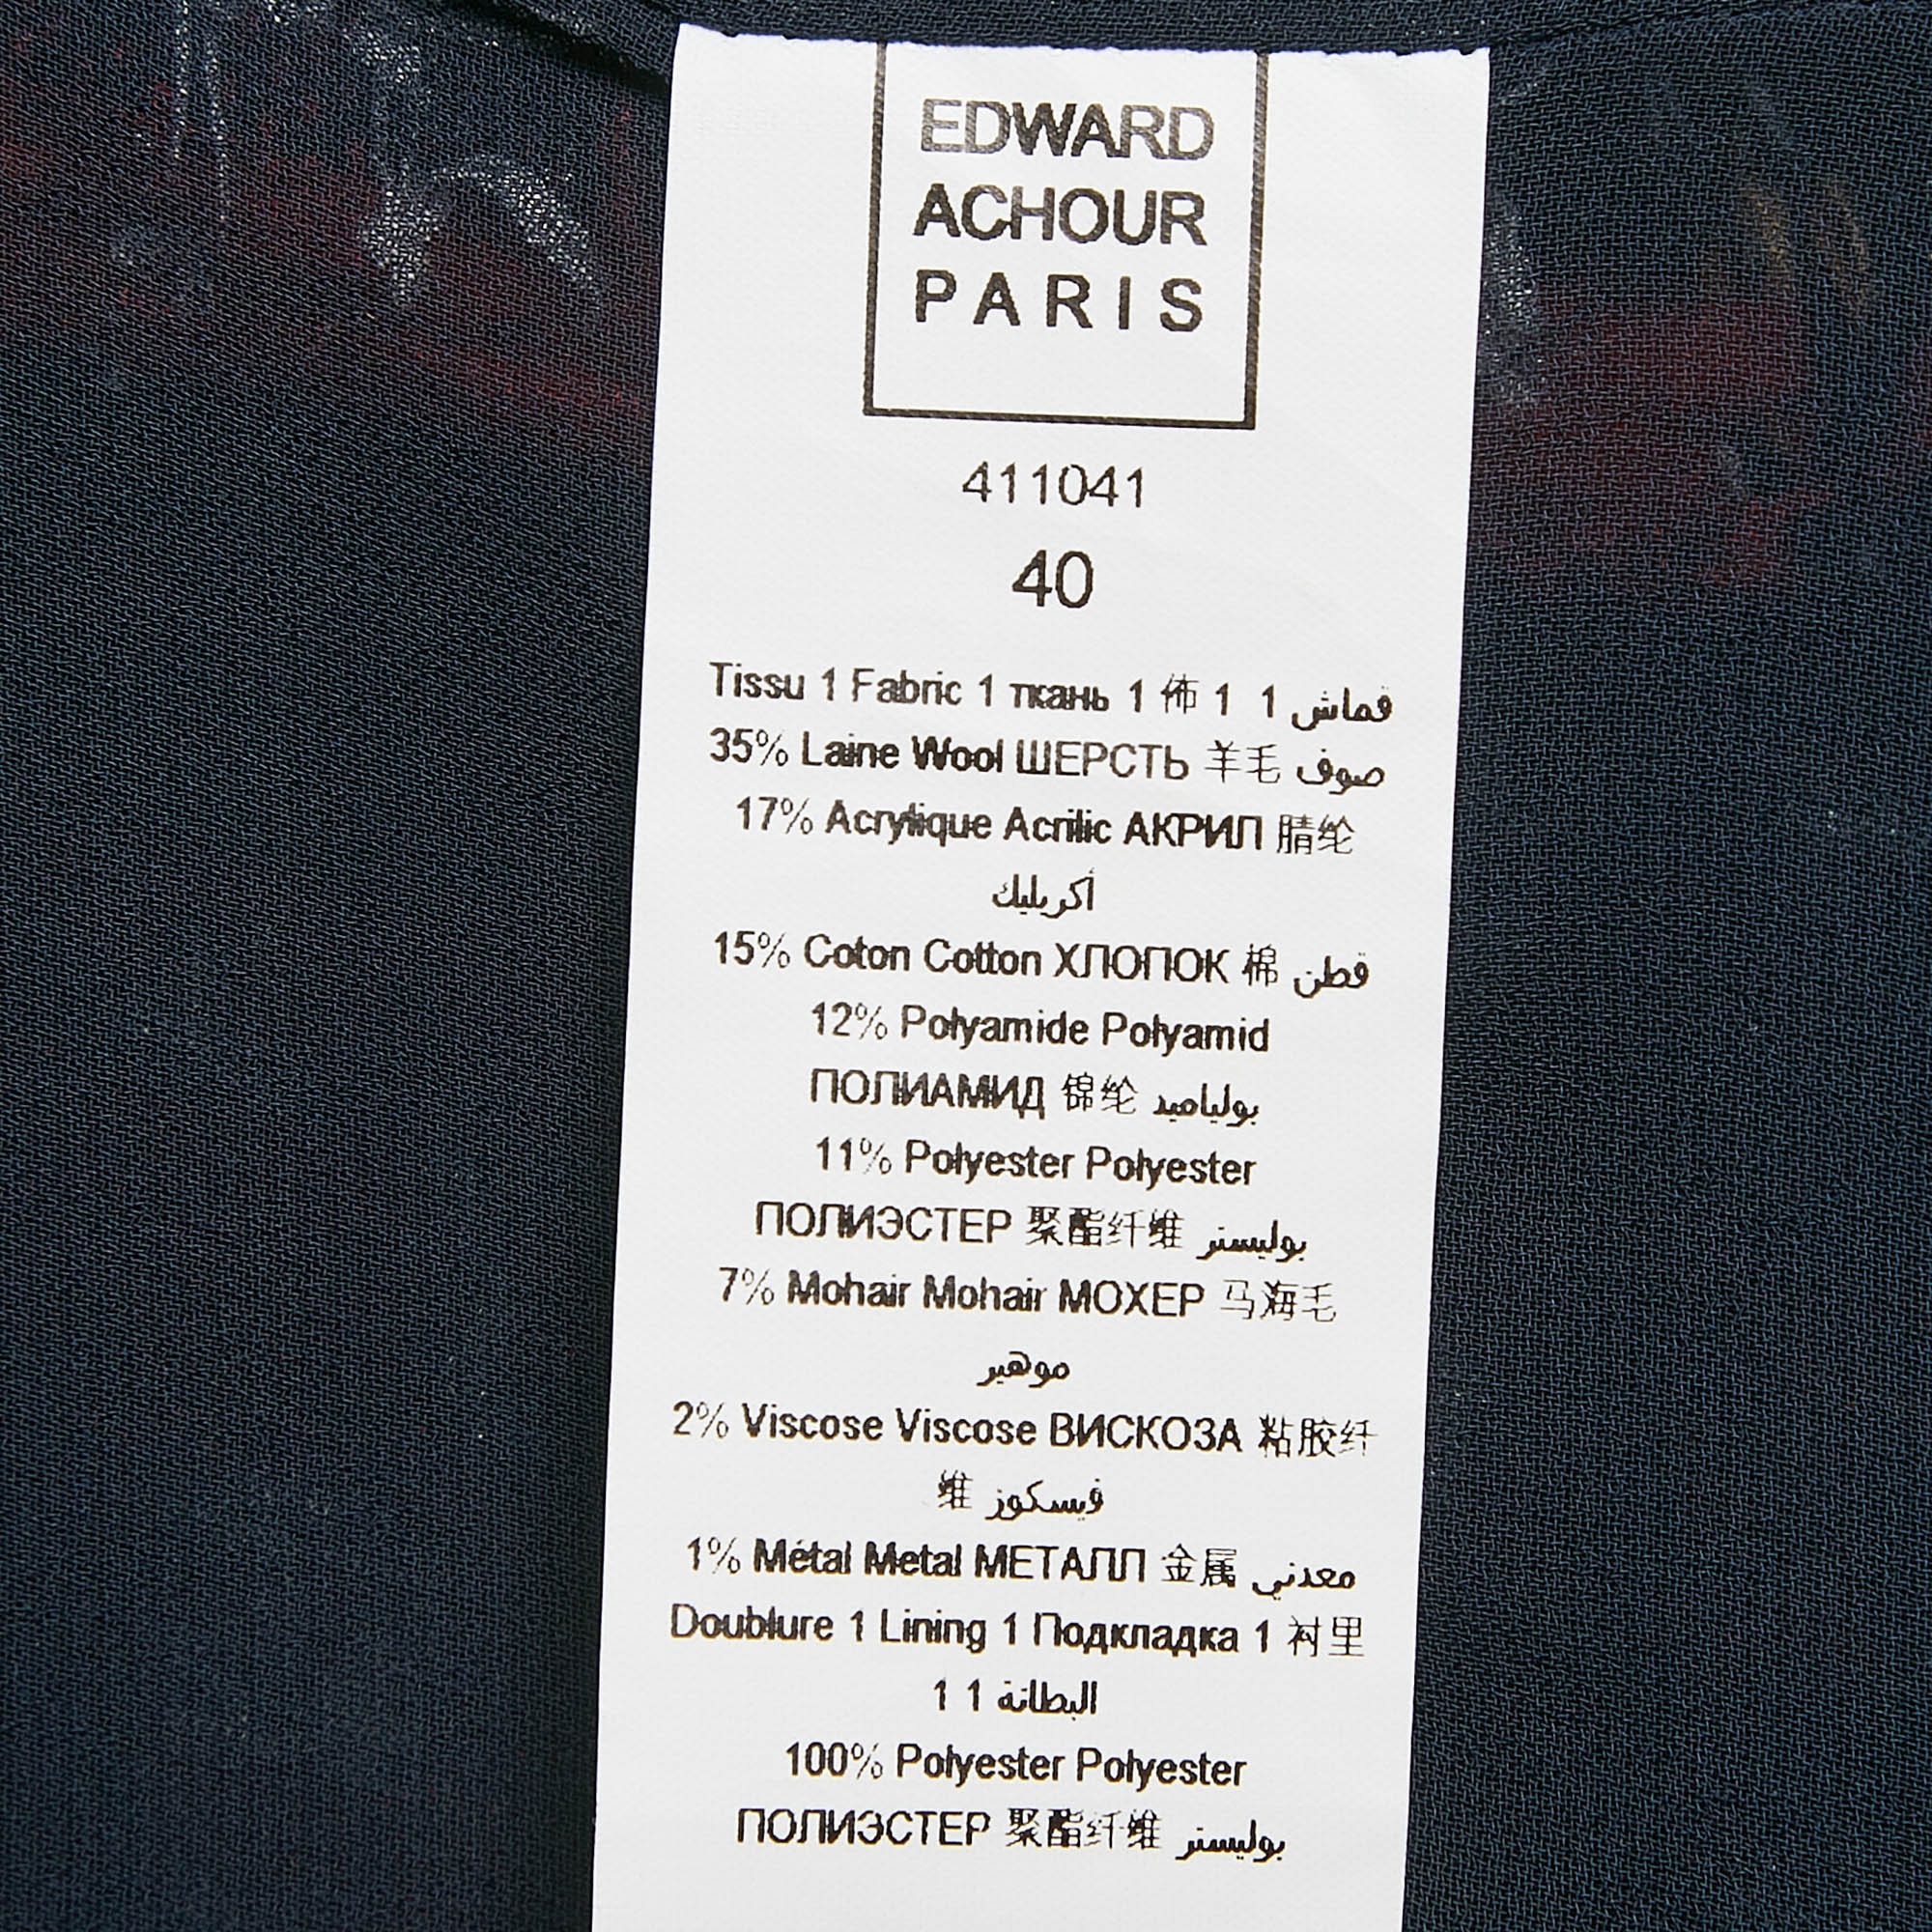 EDWARD
ACHOUR
PARIS
411041
40
Tissu 1 Fabric 1 ткань 1 佈 1 1 قماش
35% Laine Wool ШЕРСТЬ 羊毛 صوف
17% Acrylique Acrilic АКРИЛ 腈纶
أكريليك
15% Coton Cotton ХЛОПОК 棉 قطن
12% Polyamide Polyamid
ПОЛИАМИД 锦纶 بولياميد
11% Polyester Polyester
ПОЛИЭСТЕР 聚酯纤维 بوليستر
7% Mohair Mohair МОХЕР 马海毛
موهير
2% Viscose Viscose ВИСКОЗА 粘胶纤
维 فيسكوز
1% Métal Metal МЕТАЛЛ 金属 معدني
Doublure 1 Lining 1 Подкладка 1 衬里
1 1 البطانة
100% Polyester Polyester
ПОЛИЭСТЕР 聚酯纤维 بوليستر